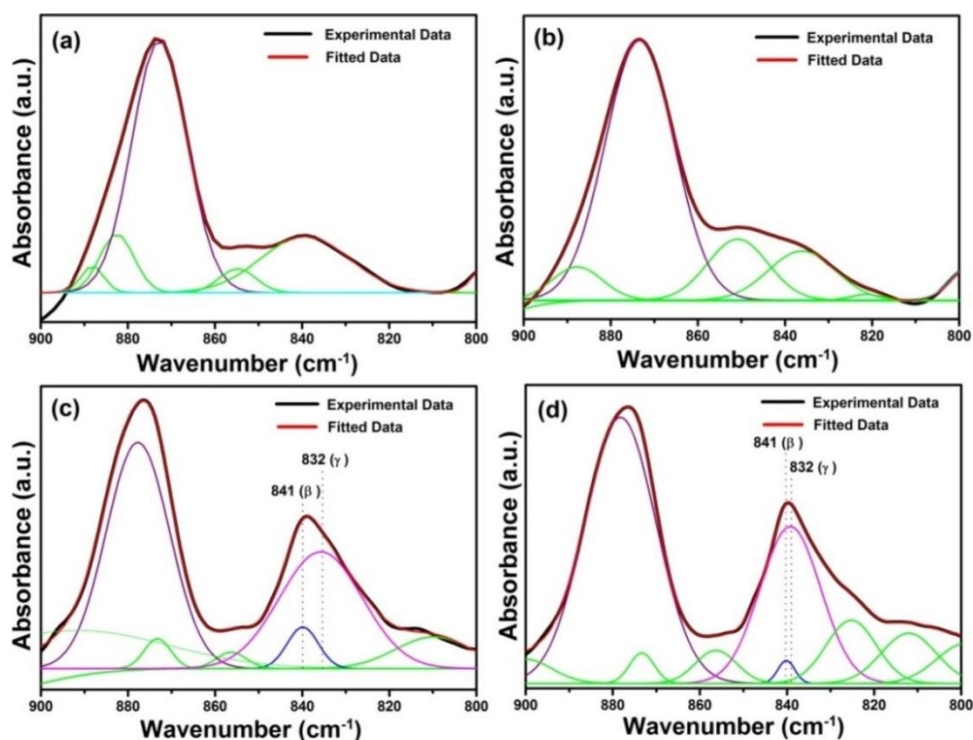 (a)
Experimental Data
Fitted Data
Absorbance (a.u.)
900 880 860 840 820 800
Wavenumber (cm⁻¹)
(b)
Experimental Data
Fitted Data
Absorbance (a.u.)
900 880 860 840 820 800
Wavenumber (cm⁻¹)
(c)
Experimental Data
Fitted Data
832 (γ)
841 (β)
Absorbance (a.u.)
900 880 860 840 820 800
Wavenumber (cm⁻¹)
(d)
Experimental Data
Fitted Data
841 (β)
832 (γ)
Absorbance (a.u.)
900 880 860 840 820 800
Wavenumber (cm⁻¹)